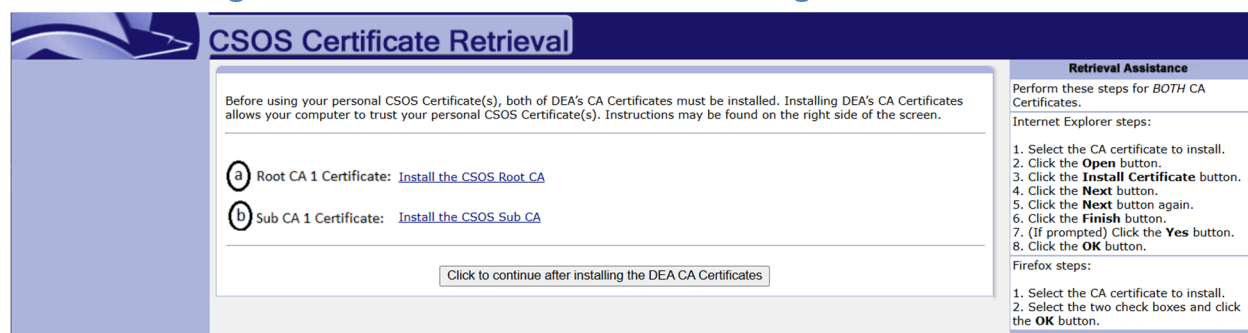 CSOS Certificate Retrieval
Before using your personal CSOS Certificate(s), both of DEA's CA Certificates must be installed. Installing DEA's CA Certificates
allows your computer to trust your personal CSOS Certificate(s). Instructions may be found on the right side of the screen.
a Root CA 1 Certificate: Install the CSOS Root CA
b Sub CA 1 Certificate: Install the CSOS Sub CA
Click to continue after installing the DEA CA Certificates
Retrieval Assistance
Perform these steps for BOTH CA
Certificates.
Internet Explorer steps:
1. Select the CA certificate to install.
2. Click the Open button.
3. Click the Install Certificate button.
4. Click the Next button.
5. Click the Next button again.
6. Click the Finish button.
7. (If prompted) Click the Yes button.
8. Click the OK button.
Firefox steps:
1. Select the CA certificate to install.
2. Select the two check boxes and click
the OK button.